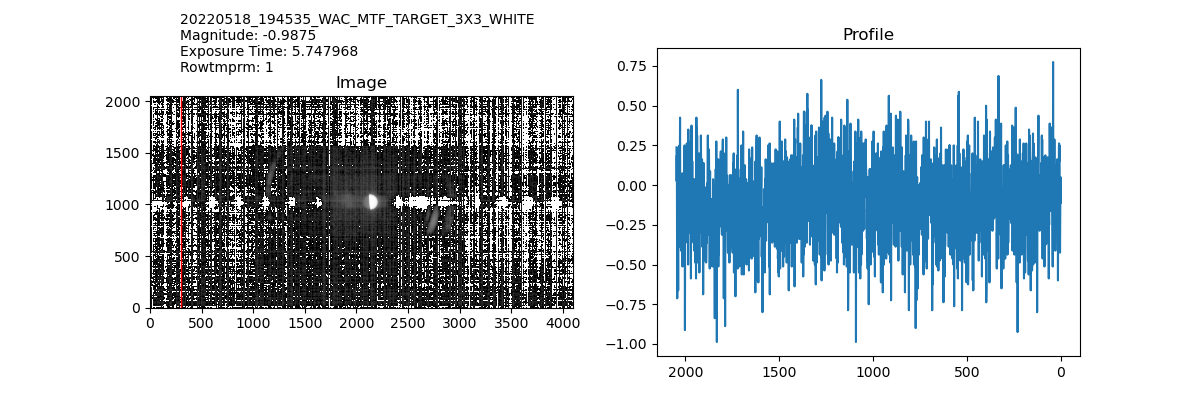 20220518_194535_WAC_MTF_TARGET_3X3_WHITE
Magnitude: -0.9875
Exposure Time: 5.747968
Rowtmprm: 1
Image
2000
1500
1000
500
0
0 500 1000 1500 2000 2500 3000 3500 4000
Profile
0.75
0.50
0.25
0.00
−0.25
−0.50
−0.75
−1.00
2000 1500 1000 500 0